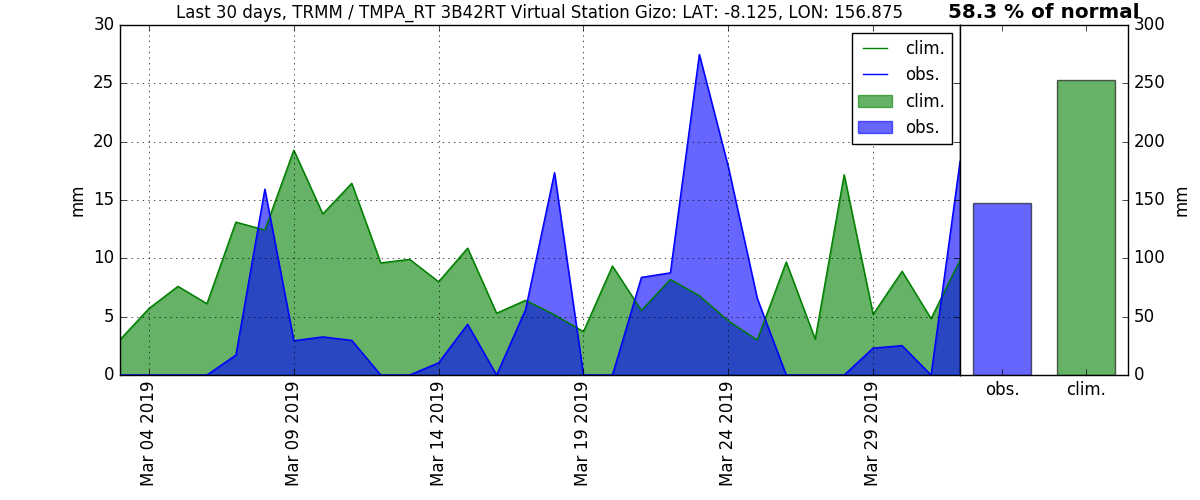 Last 30 days, TRMM / TMPA_RT 3B42RT Virtual Station Gizo: LAT: -8.125, LON: 156.875
58.3 % of normal
30
25
20
15
10
5
0
mm
clim.
obs.
clim.
obs.
300
250
200
150
100
50
0
mm
Mar 04 2019
Mar 09 2019
Mar 14 2019
Mar 19 2019
Mar 24 2019
Mar 29 2019
obs.
clim.